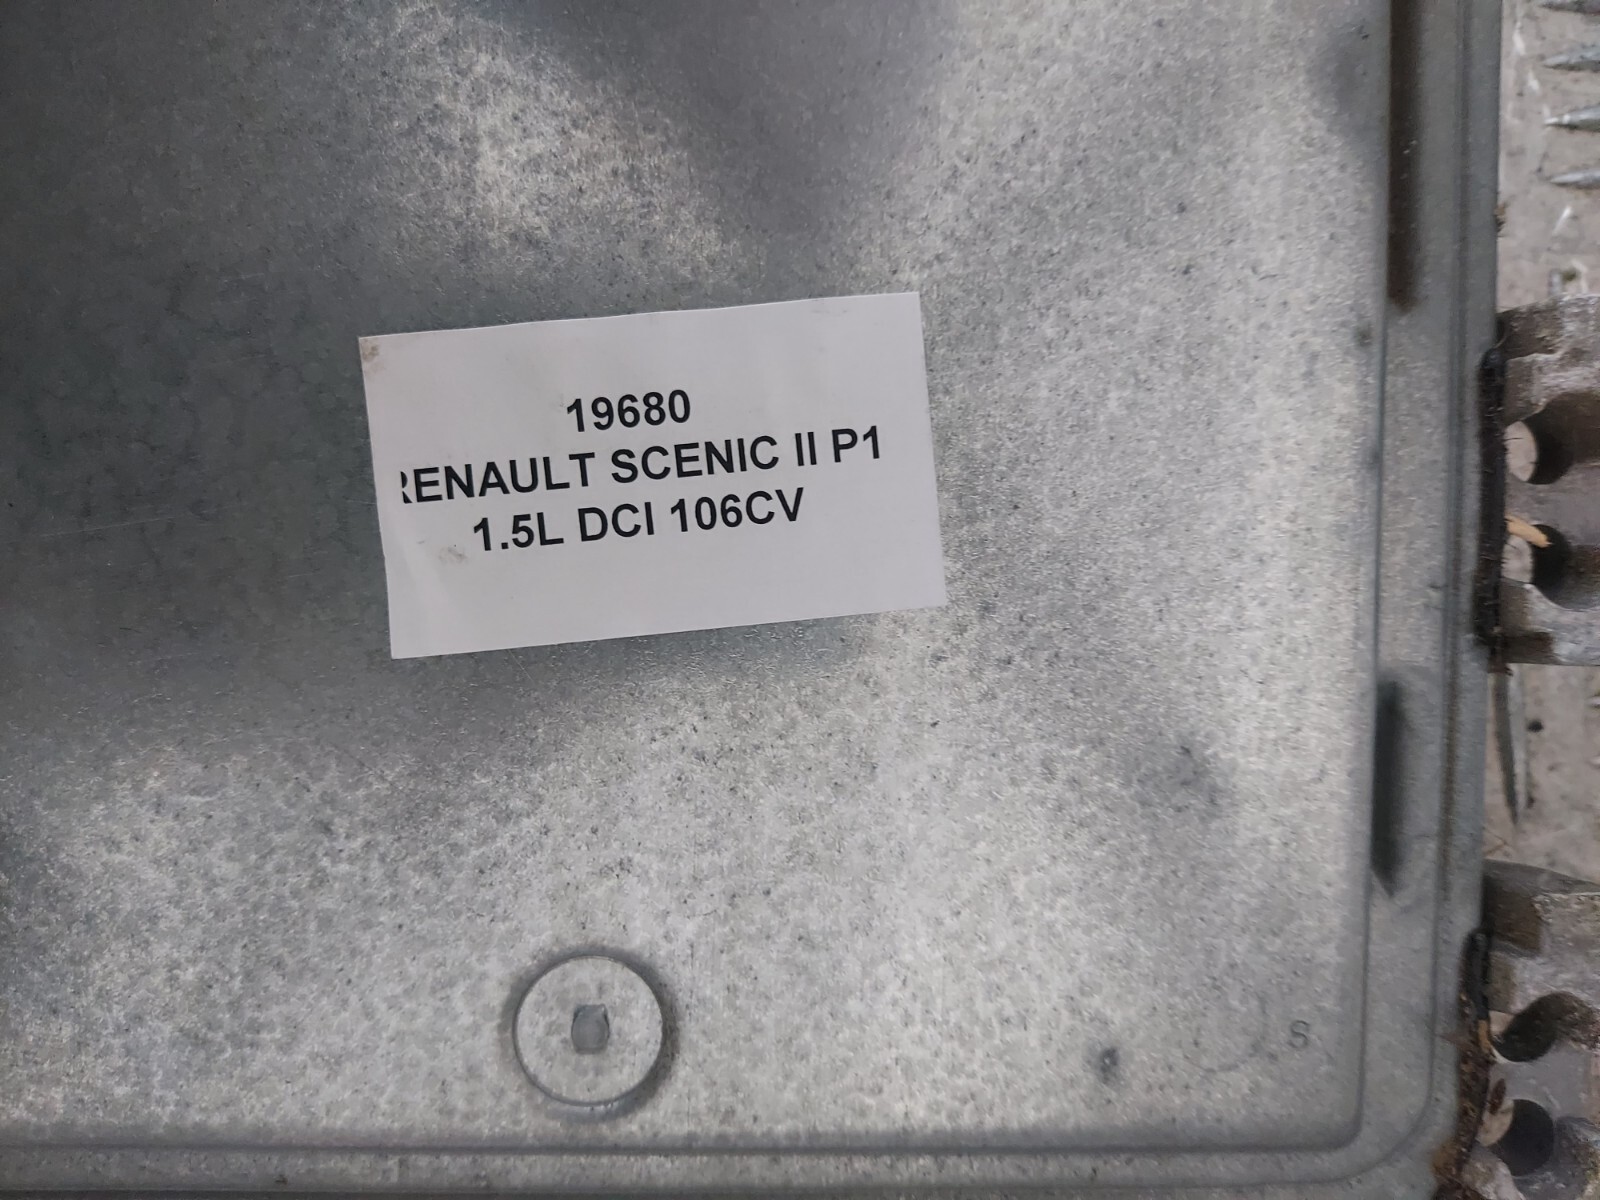 19680
RENAULT SCENIC II P1
1.5L DCI 106CV
S